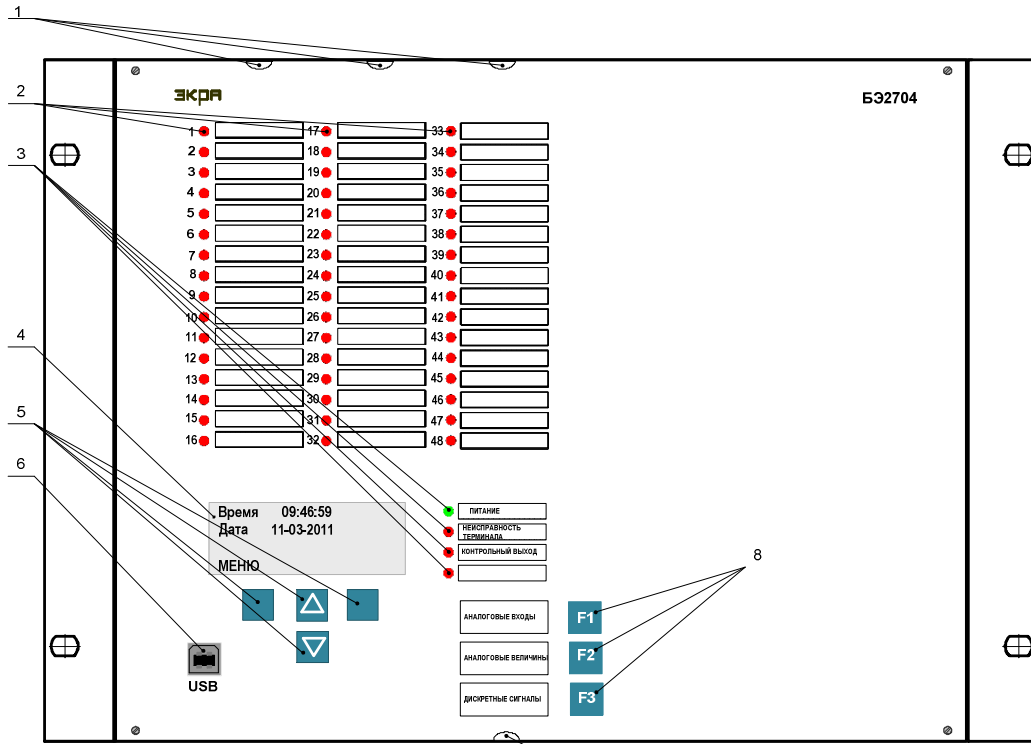 1
2
3
4
5
6
8
ЭКРА
БЭ2704
1 17 33
2 18 34
3 19 35
4 20 36
5 21 37
6 22 38
7 23 39
8 24 40
9 25 41
10 26 42
11 27 43
12 28 44
13 29 45
14 30 46
15 31 47
16 32 48
Время 09:46:59
Дата 11-03-2011
МЕНЮ
ПИТАНИЕ
НЕИСПРАВНОСТЬ
ТЕРМИНАЛА
КОНТРОЛЬНЫЙ ВЫХОД
АНАЛОГОВЫЕ ВХОДЫ F1
АНАЛОГОВЫЕ ВЕЛИЧИНЫ F2
ДИСКРЕТНЫЕ СИГНАЛЫ F3
USB